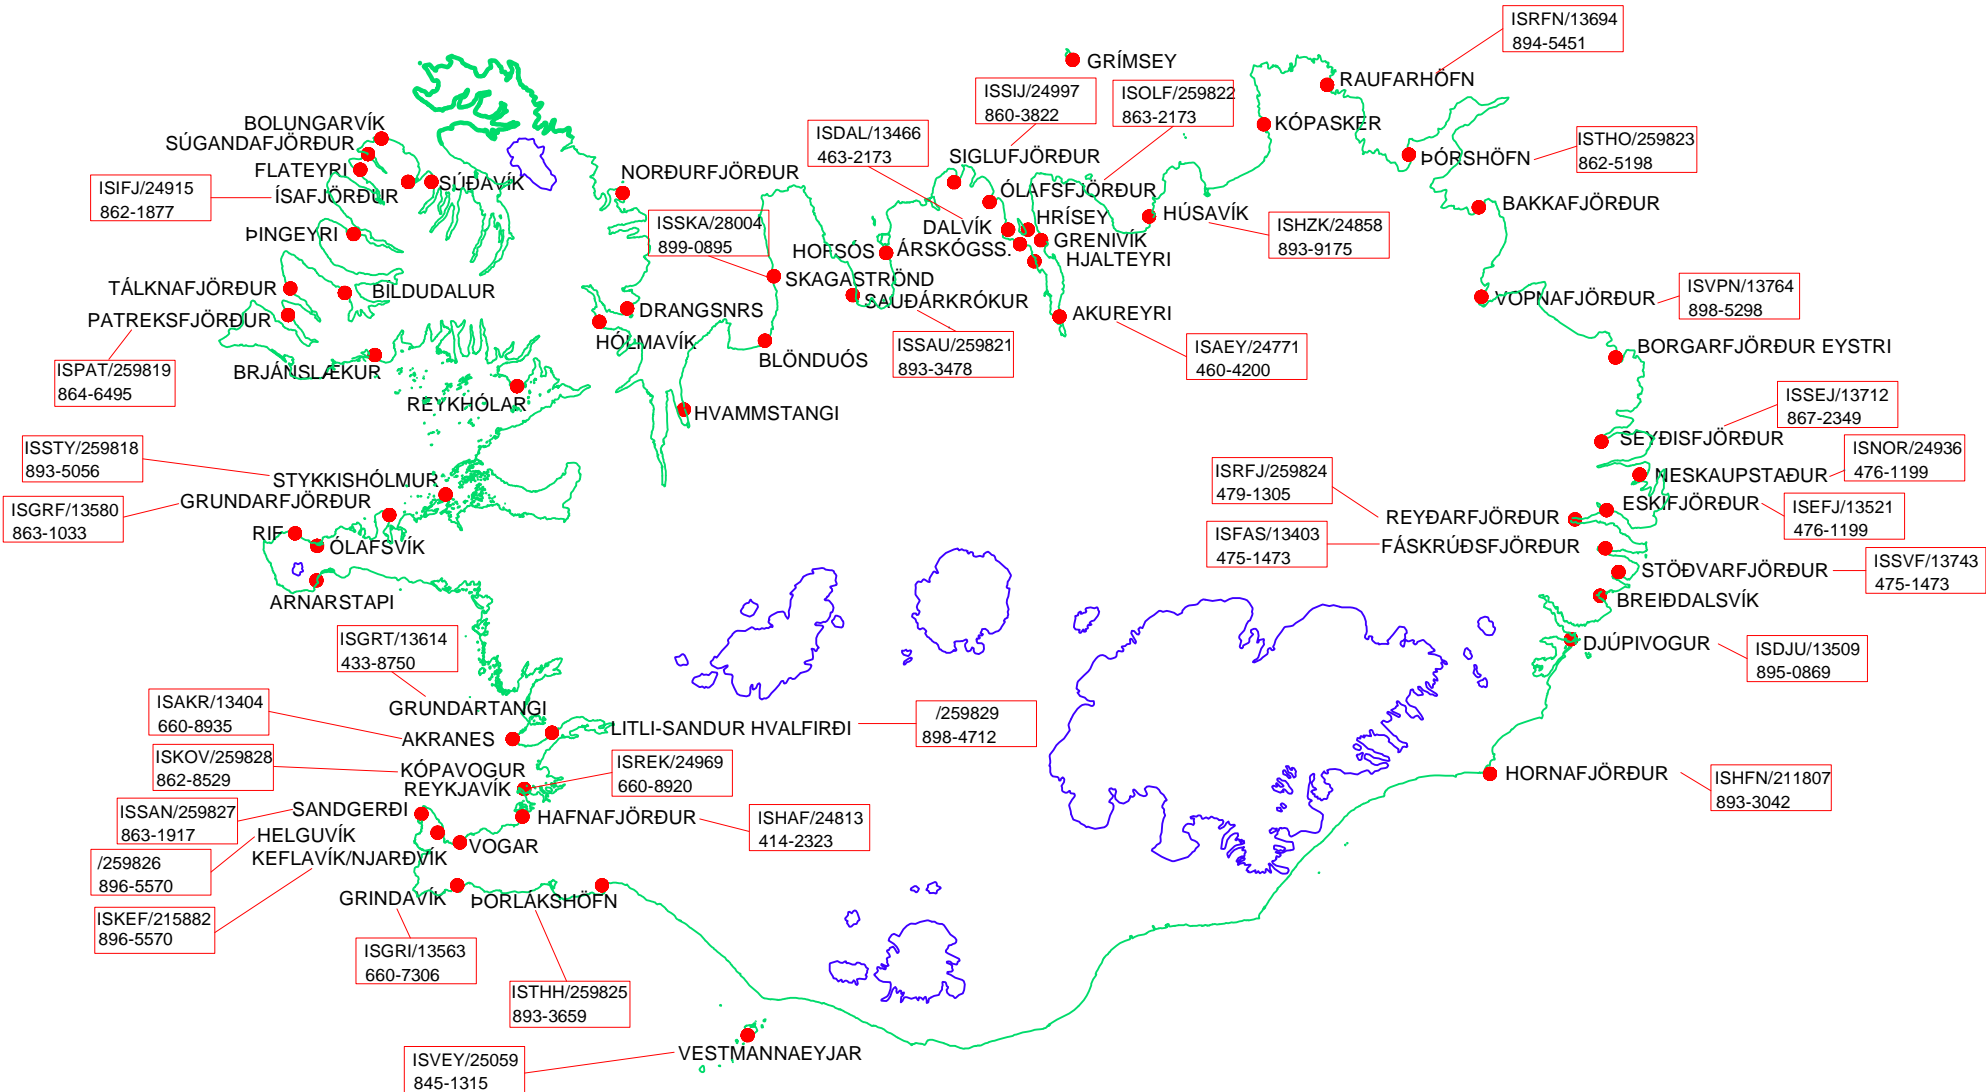 ISRFN/13694
894-5451
GRÍMSEY
RAUFARHÖFN
ISSIJ/24997
860-3822
ISOLF/259822
863-2173
BOLUNGARVÍK
SÚGANDAFJÖRÐUR
FLATEYRI
ÍSAFJÖRÐUR
SÚÐAVÍK
ISIFJ/24915
862-1877
ÞINGEYRI
NORÐURFJÖRÐUR
ISDAL/13466
463-2173
SIGLUFJÖRÐUR
ÓLAFSFJÖRÐUR
KÓPASKER
ÞÓRSHÖFN
ISTHO/259823
862-5198
BAKKAFJÖRÐUR
ISSKA/28004
899-0895
HOFSÓS
DALVÍK
HRÍSEY
ÁRSKÓGSS.
GRENIVÍK
HJALTEYRI
HÚSAVÍK
ISHZK/24858
893-9175
TÁLKNAFJÖRÐUR
BÍLDUDALUR
PATREKSFJÖRÐUR
SKAGASTRÖND
SAUÐÁRKRÓKUR
AKUREYRI
VOPNAFJÖRÐUR
ISVPN/13764
898-5298
DRANGSNRS
HÓLMAVÍK
BLÖNDUÓS
ISSAU/259821
893-3478
ISAEY/24771
460-4200
BORGARFJÖRÐUR EYSTRI
ISPAT/259819
864-6495
BRJÁNSLÆKUR
REYKHÓLAR
HVAMMSTANGI
ISSEJ/13712
867-2349
SEYÐISFJÖRÐUR
ISNOR/24936
476-1199
NESKAUPSTAÐUR
ISSTY/259818
893-5056
STYKKISHÓLMUR
GRUNDARFJÖRÐUR
ISGRF/13580
863-1033
RIF
ÓLAFSVÍK
ARNARSTAPI
ISRFJ/259824
479-1305
ESKIFJÖRÐUR
ISEFJ/13521
476-1199
REYÐARFJÖRÐUR
ISFAS/13403
475-1473
FÁSKRÚÐSFJÖRÐUR
STÖÐVARFJÖRÐUR
ISSVF/13743
475-1473
BREIÐDALSVÍK
DJÚPIVOGUR
ISDJU/13509
895-0869
ISGRT/13614
433-8750
GRUNDARTANGI
ISAKR/13404
660-8935
AKRANES
LITLI-SANDUR HVALFIRÐI
/259829
898-4712
ISKOV/259828
862-8529
KÓPAVOGUR
REYKJAVÍK
ISREK/24969
660-8920
HORNAFJÖRÐUR
ISHFN/211807
893-3042
ISSAN/259827
863-1917
SANDGERÐI
HAFNAFJÖRÐUR
ISHAF/24813
414-2323
HELGUVÍK
/259826
896-5570
VOGAR
KEFLAVÍK/NJARÐVÍK
ISKEF/215882
896-5570
GRINDAVÍK
ÞORLÁKSHÖFN
ISGRI/13563
660-7306
ISTHH/259825
893-3659
VESTMANNAEYJAR
ISVEY/25059
845-1315